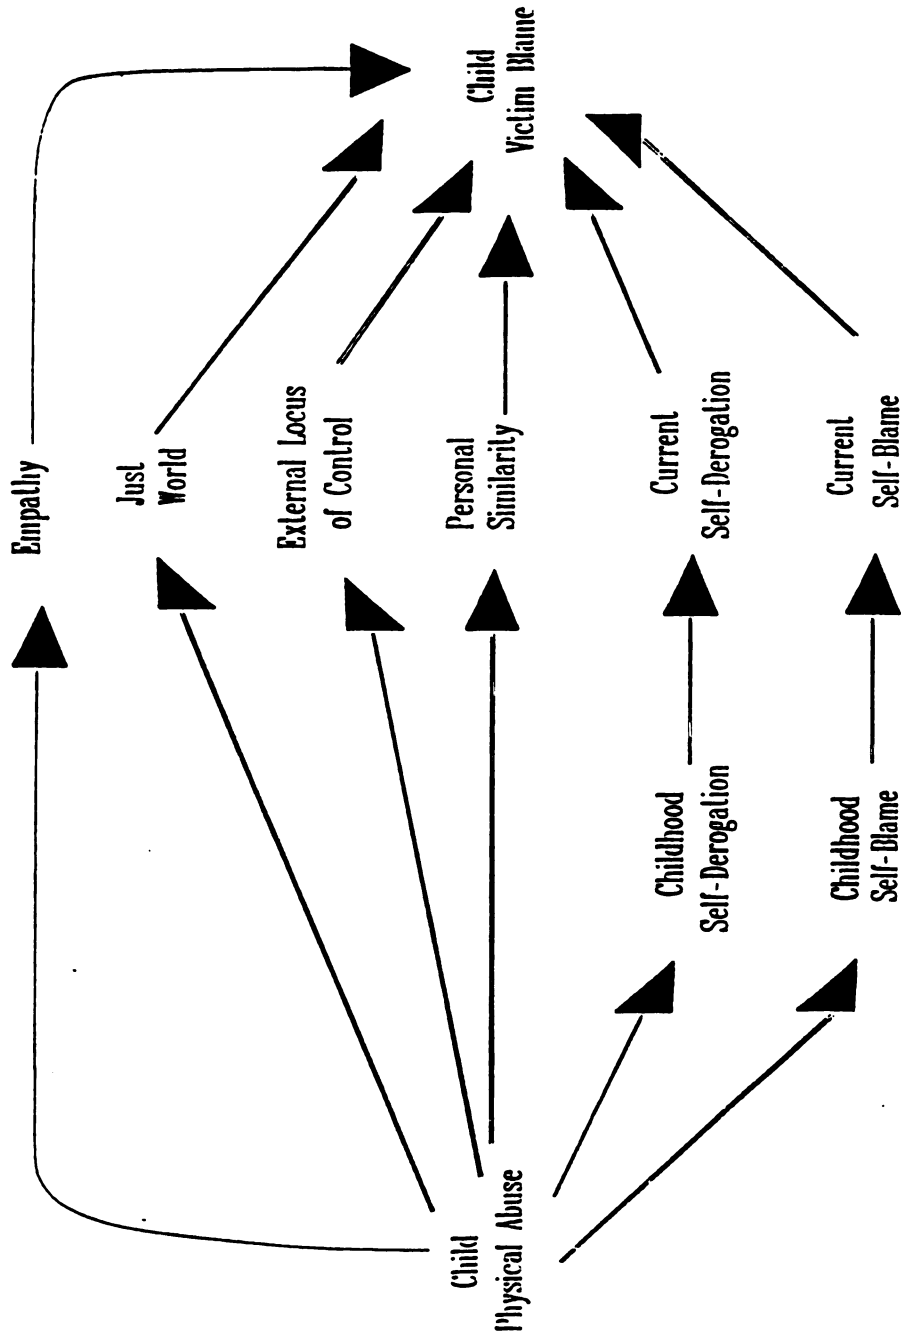 Empathy
Just
World
External Locus
of Control
Child
Physical Abuse
Personal
Similarity
Child
Victim Blame
Childhood
Self-Derogation
Current
Self-Derogation
Childhood
Self-Blame
Current
Self-Blame